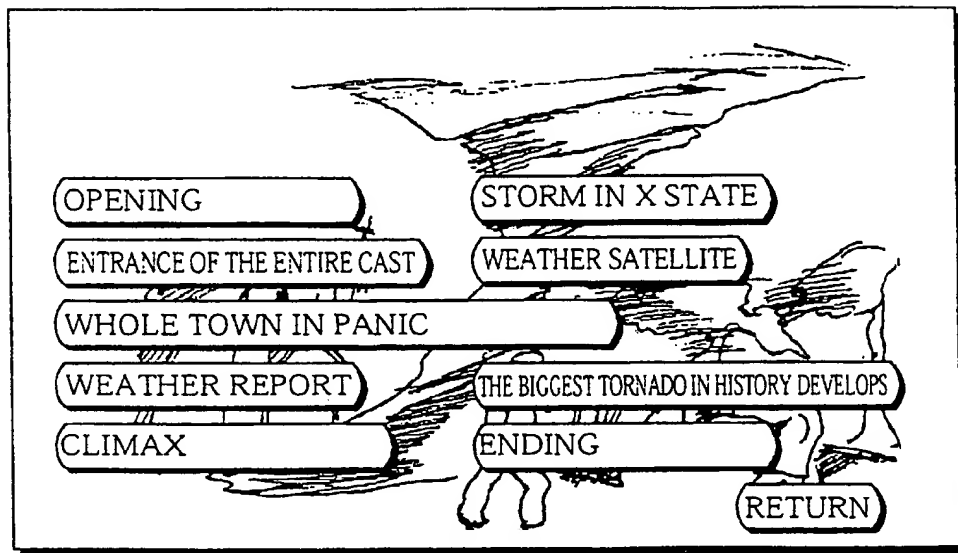 OPENING
STORM IN X STATE
ENTRANCE OF THE ENTIRE CAST
WEATHER SATELLITE
WHOLE TOWN IN PANIC
WEATHER REPORT
THE BIGGEST TORNADO IN HISTORY DEVELOPS
CLIMAX
ENDING
RETURN